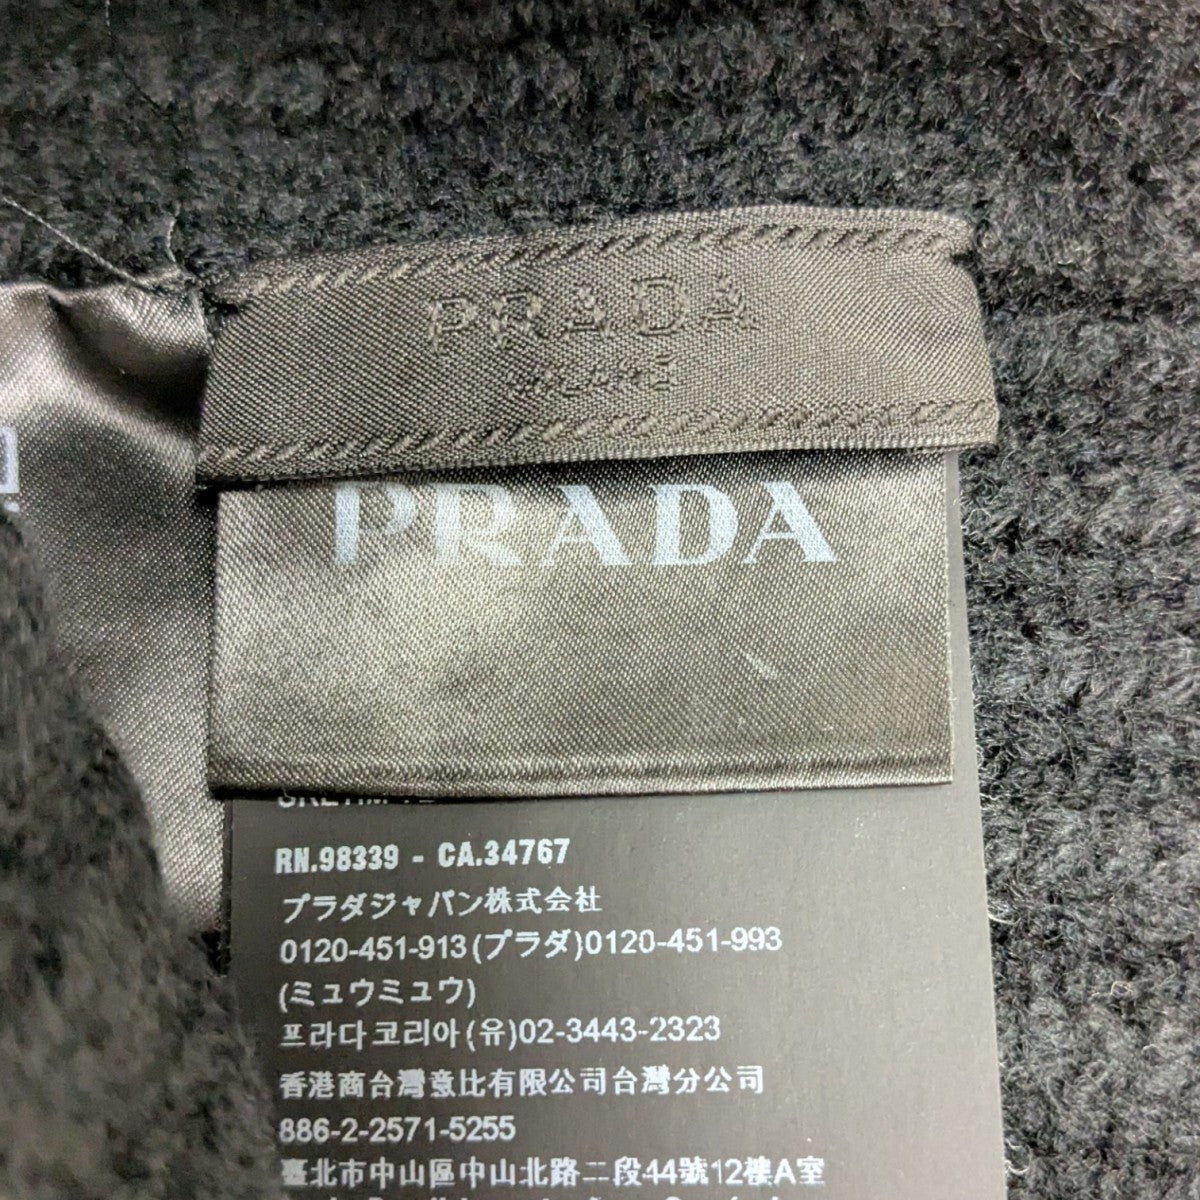 PRADA
MILANO
PRADA
RN.98339 - CA.34767
プラダジャパン株式会社
0120-451-913(プラダ)0120-451-993
(ミュウミュウ)
프라다코리아(유)02-3443-2323
香港商台灣意比有限公司台灣分公司
886-2-2571-5255
臺北市中山區中山北路二段44號12樓A室